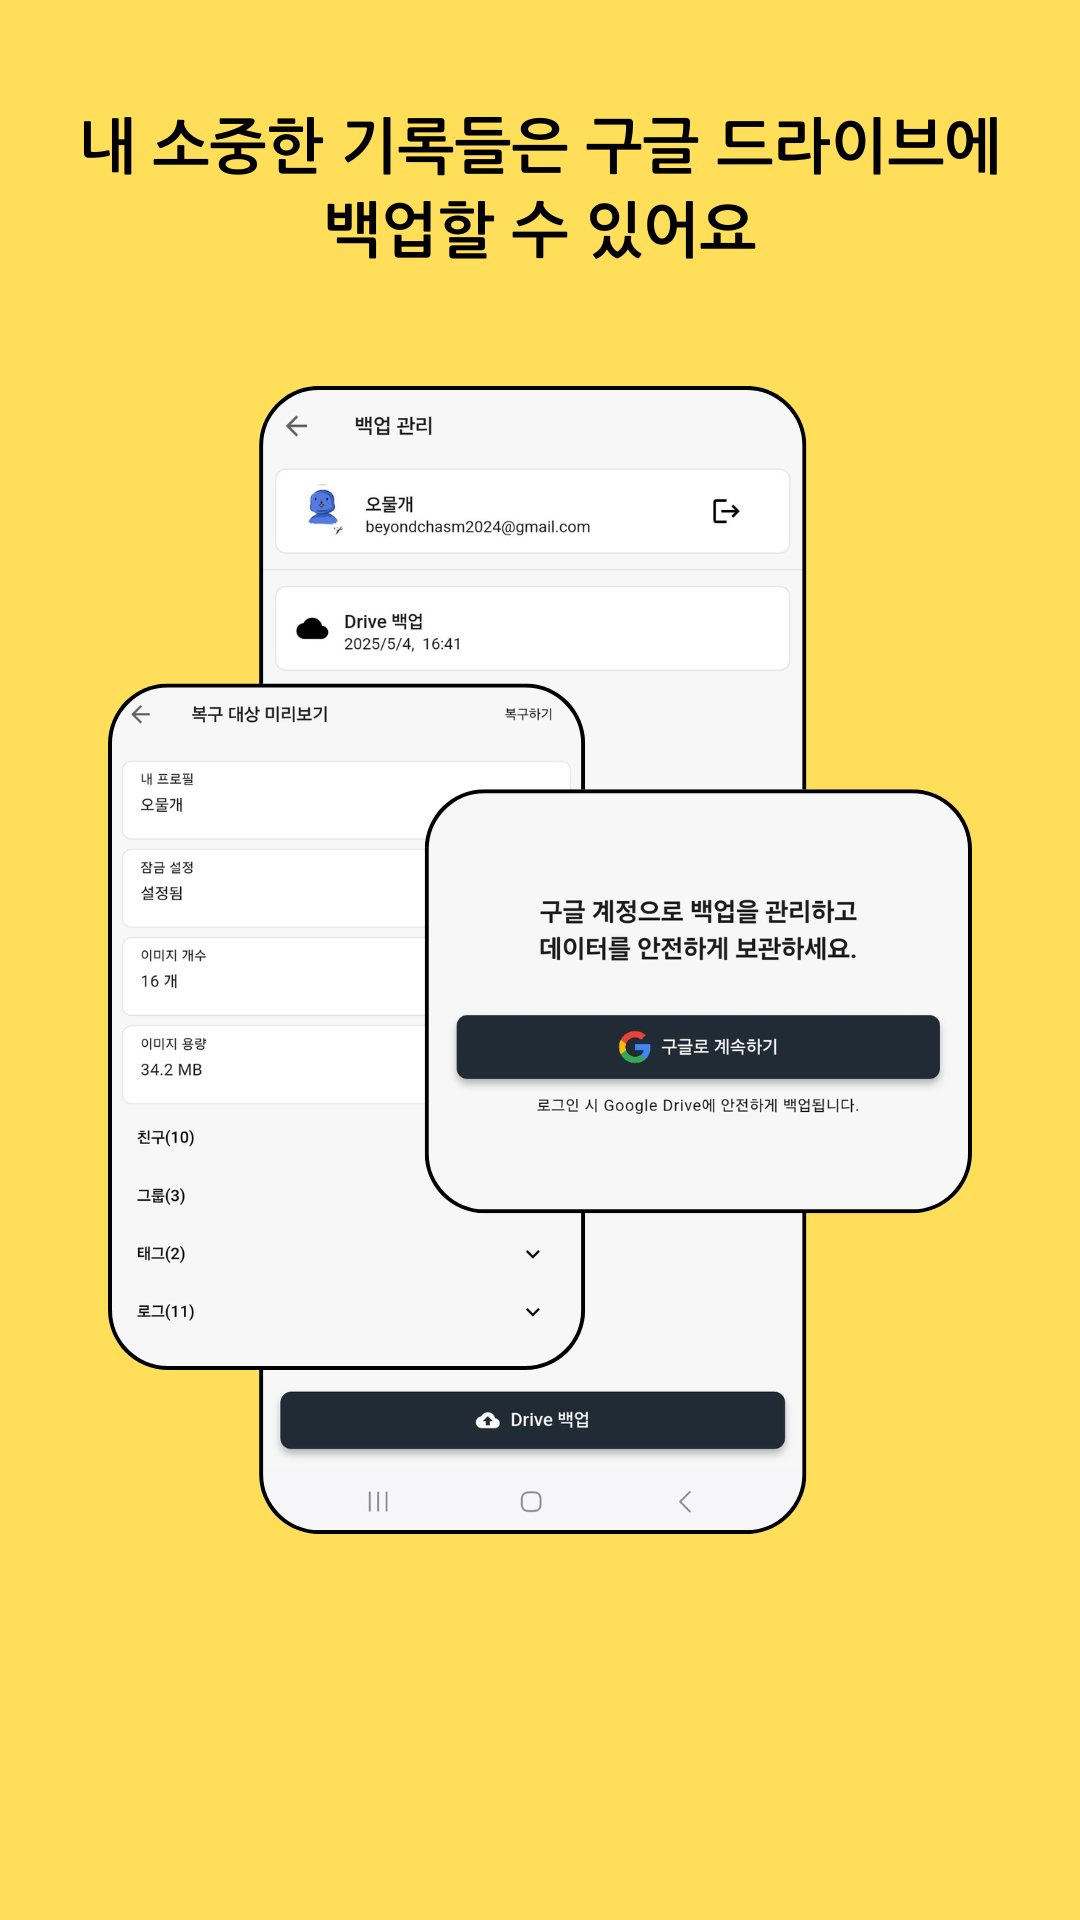 내 소중한 기록들은 구글 드라이브에
백업할 수 있어요
백업 관리
오물개
beyondchasm2024@gmail.com
Drive 백업
2025/5/4, 16:41
복구 대상 미리보기
복구하기
내 프로필
오물개
잠금 설정
설정됨
이미지 개수
16 개
이미지 용량
34.2 MB
친구(10)
그룹(3)
태그(2)
로그(11)
구글 계정으로 백업을 관리하고
데이터를 안전하게 보관하세요.
구글로 계속하기
로그인 시 Google Drive에 안전하게 백업됩니다.
Drive 백업